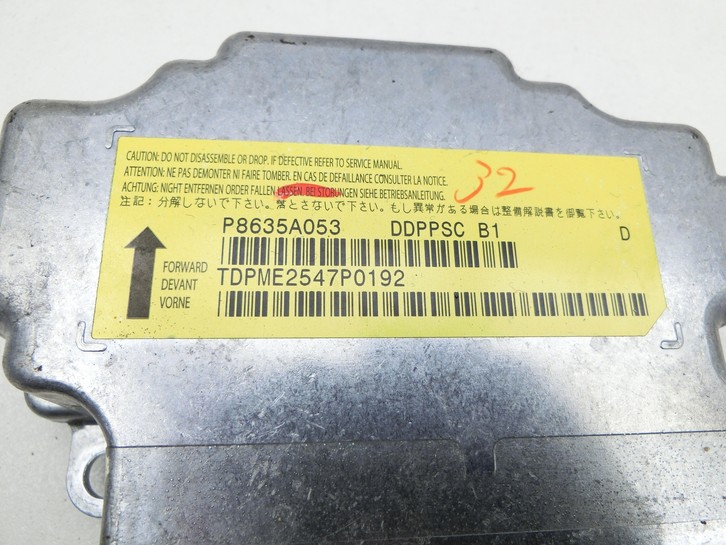 CAUTION: DO NOT DISASSEMBLE OR DROP. IF DEFECTIVE REFER TO SERVICE MANUAL.
ATTENTION: NE PAS DEMONTER NI FAIRE TOMBER. EN CAS DE DEFAILLANCE CONSULTER LA NOTICE.
ACHTUNG: NIGHT ENTFERNEN ORDER FALLEN LASSEN. BEI STORUNGEN SIEHE BETRIEBSANLEITUNG.
注記：分解しないで下さい。落とさないで下さい。もし異常がある場合は整備解説書を御覧下さい。
32
P8635A053 DDPPSC B1 D
FORWARD
DEVANT
VORNE
TDPME2547P0192